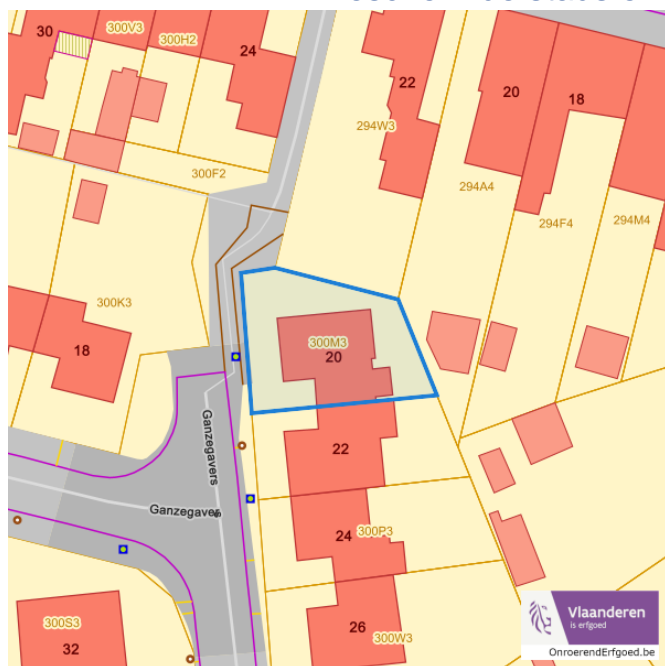 30
300V3
300H2
24
22
20
18
294W3
300F2
294A4
294F4
294M4
300K3
18
300M3
20
Ganzegavers
22
Ganzegavers
24
300P3
26
300W3
300S3
32
Vlaanderen
is erfgoed
OnroerendErfgoed.be